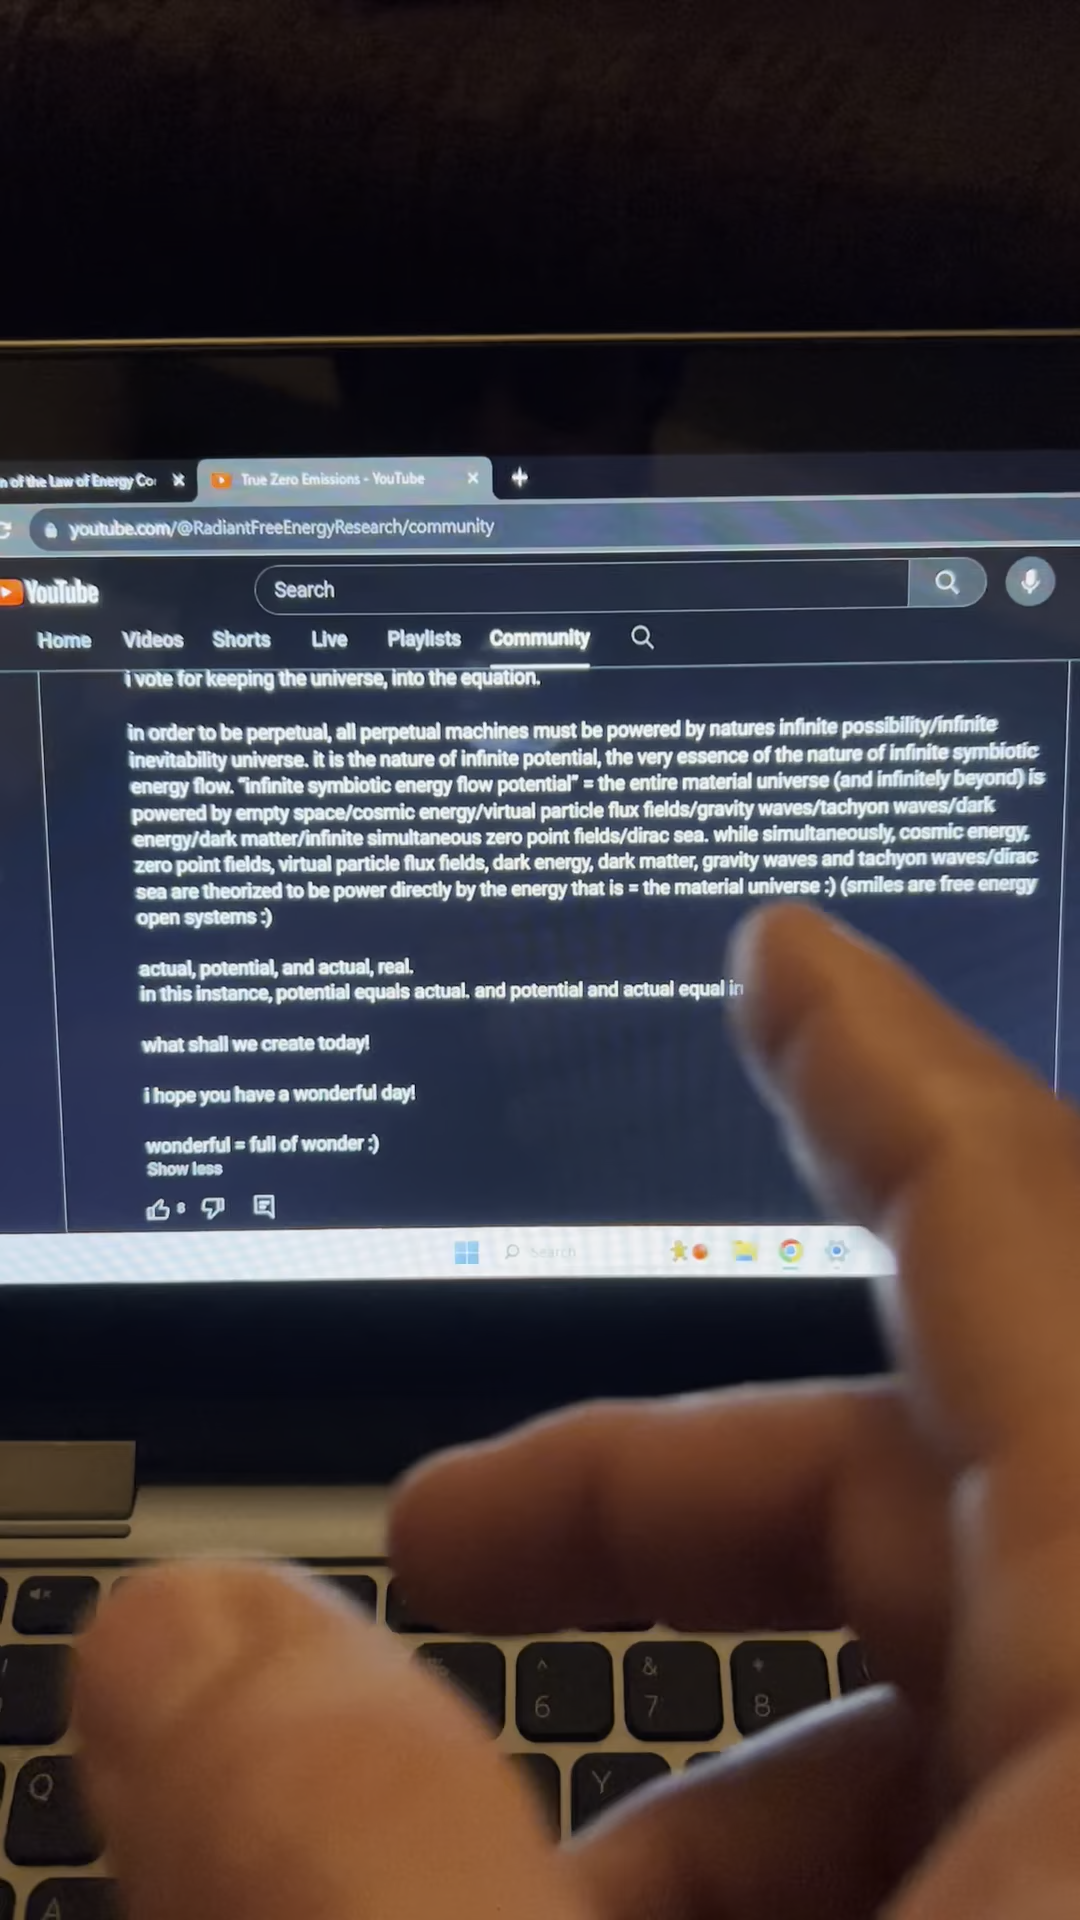 n of the Law of Energy Co
True Zero Emissions - YouTube
youtube.com/@RadiantFreeEnergyResearch/community
YouTube
Search
Home Videos Shorts Live Playlists Community
i vote for keeping the universe, into the equation.
in order to be perpetual, all perpetual machines must be powered by natures infinite possibility/infinite
inevitability universe. it is the nature of infinite potential, the very essence of the nature of infinite symbiotic
energy flow. "infinite symbiotic energy flow potential" = the entire material universe (and infinitely beyond) is
powered by empty space/cosmic energy/virtual particle flux fields/gravity waves/tachyon waves/dark
energy/dark matter/infinite simultaneous zero point fields/dirac sea. while simultaneously, cosmic energy,
zero point fields, virtual particle flux fields, dark energy, dark matter, gravity waves and tachyon waves/dirac
sea are theorized to be power directly by the energy that is = the material universe :) (smiles are free energy
open systems :)
actual, potential, and actual, real.
in this instance, potential equals actual. and potential and actual equal in
what shall we create today!
i hope you have a wonderful day!
wonderful = full of wonder :)
Show less
8
Search
^ & *
6 7 8
Q Y
A